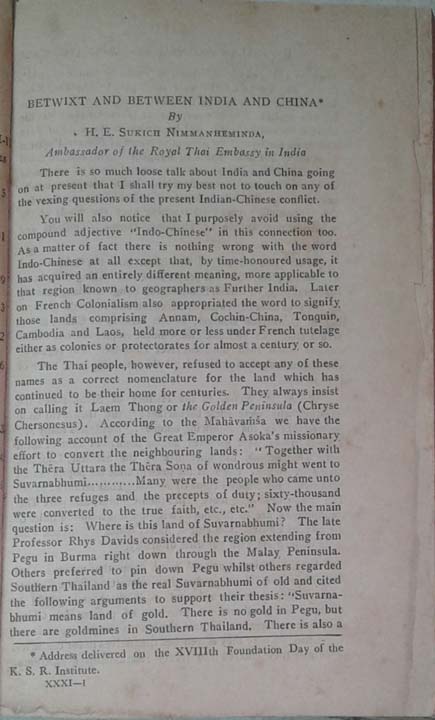 BETWIXT AND BETWEEN INDIA AND CHINA*
By
H. E. SUKICH NIMMANHEMINDA,
Ambassador of the Royal Thai Embassy in India
There is so much loose talk about India and China going
on at present that I shall try my best not to touch on any of
the vexing questions of the present Indian-Chinese conflict.
You will also notice that I purposely avoid using the
compound adjective "Indo-Chinese" in this connection too.
As a matter of fact there is nothing wrong with the word
Indo-Chinese at all except that, by time-honoured usage, it
has acquired an entirely different meaning, more applicable to
that region known to geographers as Further India. Later
on French Colonialism also appropriated the word to signify
those lands comprising Annam, Cochin-China, Tonquin,
Cambodia and Laos, held more or less under French tutelage
either as colonies or protectorates for almost a century or so.
The Thai people, however, refused to accept any of these
names as a correct nomenclature for the land which has
continued to be their home for centuries. They always insist
on calling it Laem Thong or the Golden Peninsula (Chryse
Chersonesus). According to the Mahāvaṁsa we have the
following account of the Great Emperor Asoka's missionary
effort to convert the neighbouring lands: "Together with
the Thēra Uttara the Thēra Soṇa of wondrous might went to
Suvarnabhumi............Many were the people who came unto
the three refuges and the precepts of duty; sixty-thousand
were converted to the true faith, etc., etc." Now the main
question is: Where is this land of Suvarnabhumi? The late
Professor Rhys Davids considered the region extending from
Pegu in Burma right down through the Malay Peninsula.
Others preferred to pin down Pegu whilst others regarded
Southern Thailand as the real Suvarnabhumi of old and cited
the following arguments to support their thesis: "Suvarna-
bhumi means land of gold. There is no gold in Pegu, but
there are goldmines in Southern Thailand. There is also a
* Address delivered on the XVIIIth Foundation Day of the
K. S. R. Institute.
XXXI—1